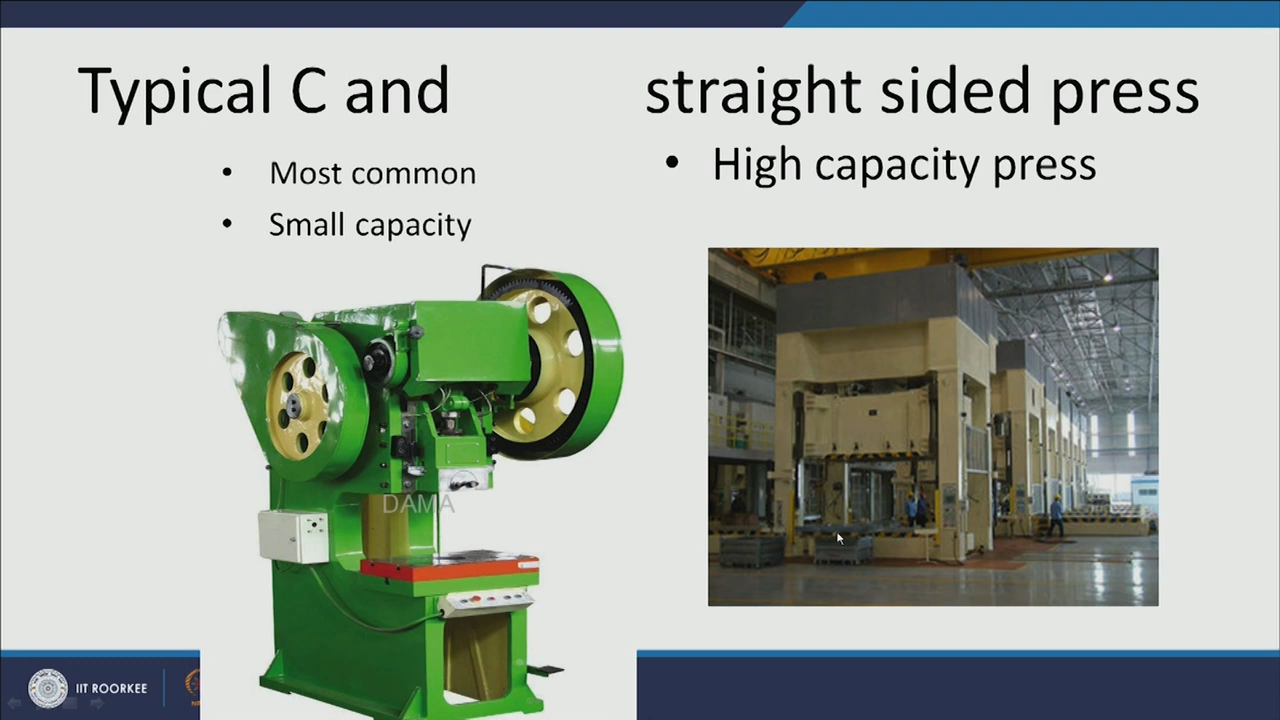 Typical C and straight sided press
• Most common
• Small capacity
• High capacity press
DAMA
IIT ROORKEE